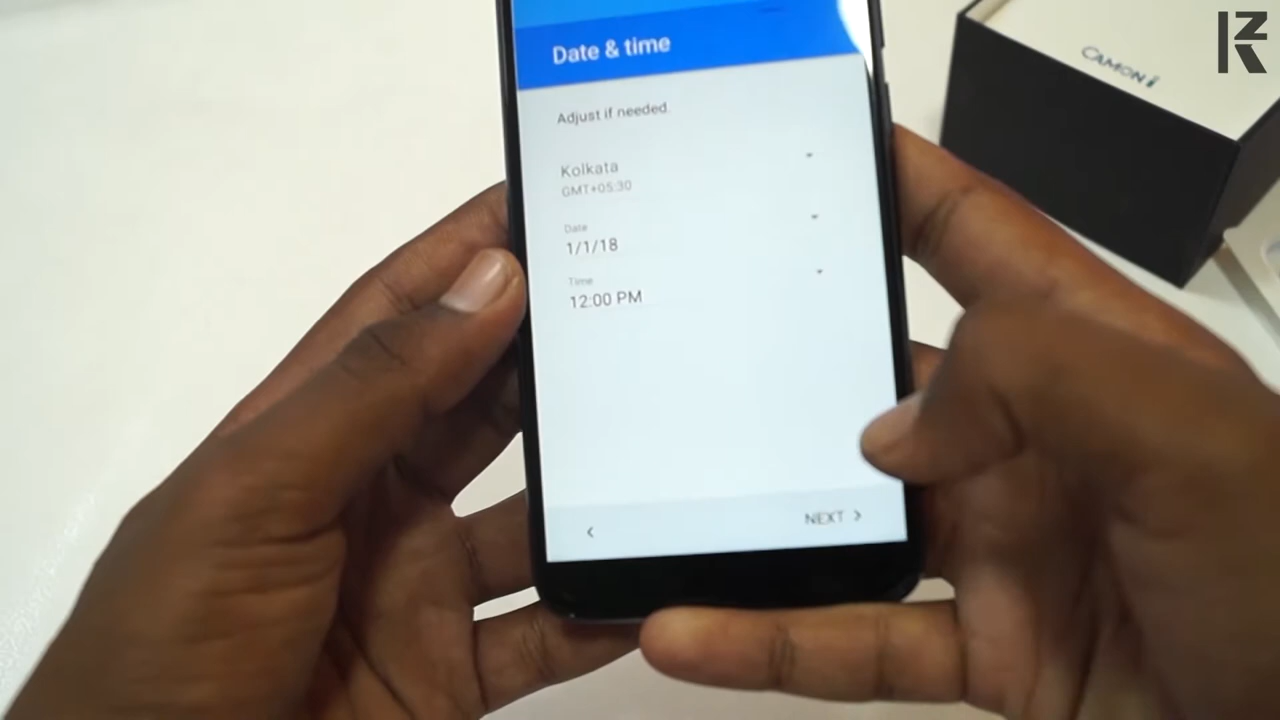 Date & time
Adjust if needed.
Kolkata
GMT+05:30
Date
1/1/18
Time
12:00 PM
NEXT
CAMON i